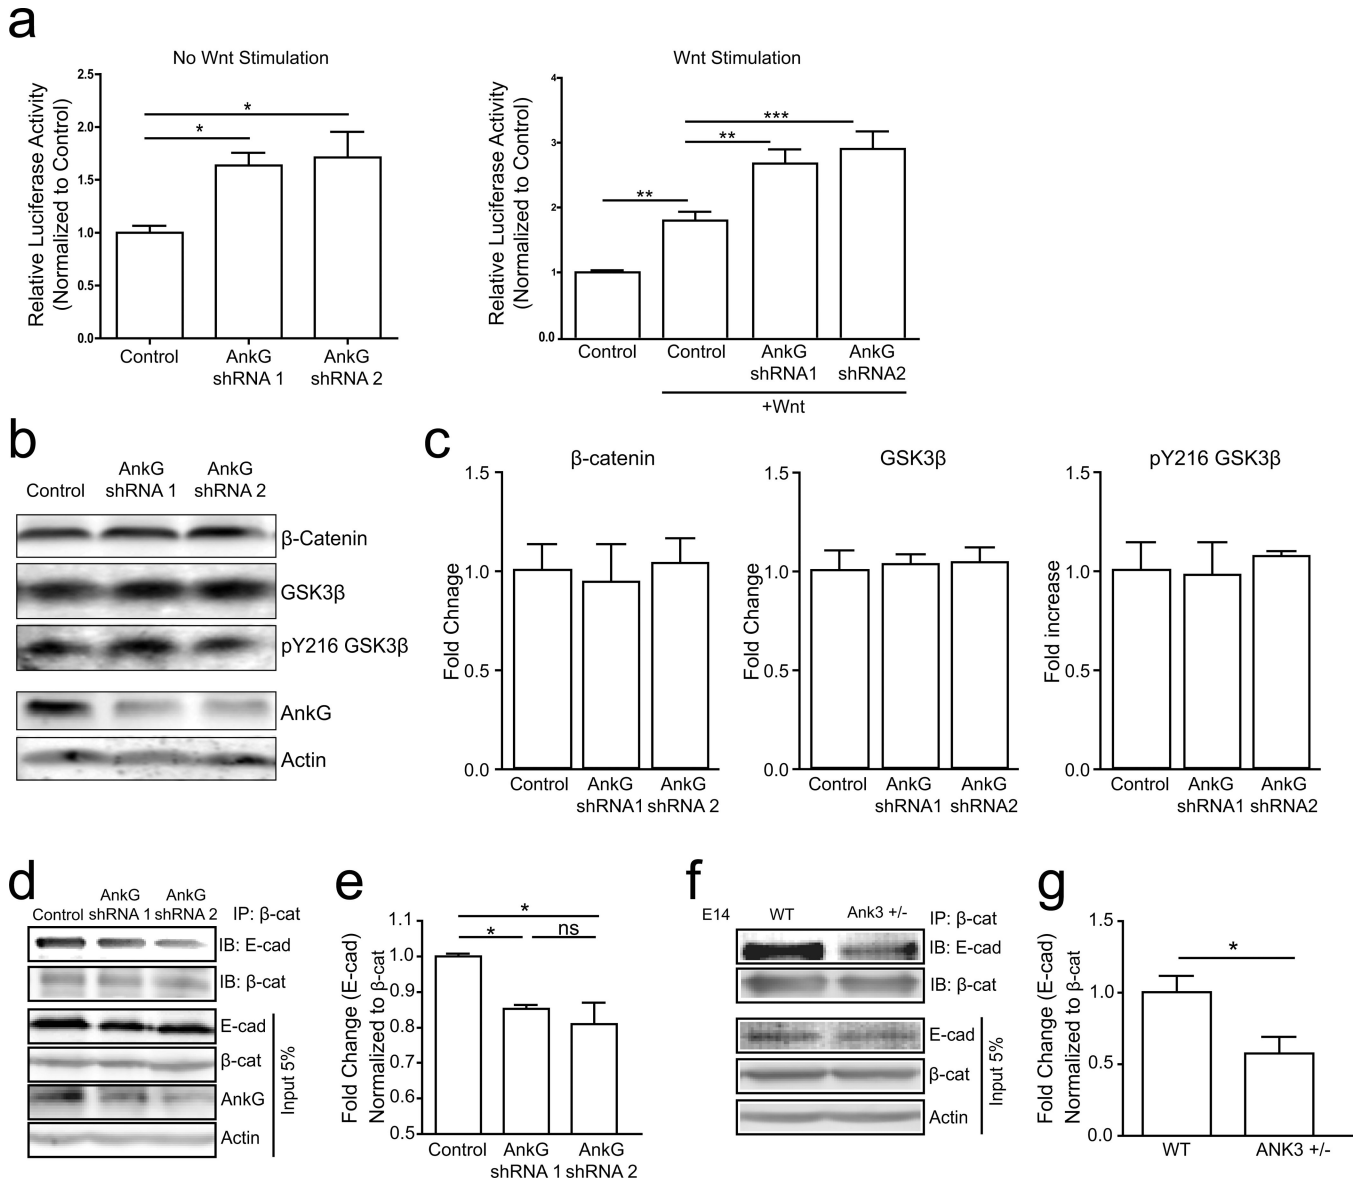 a
No Wnt Stimulation
Relative Luciferase Activity
(Normalized to Control)
2.5
2.0
1.5
1.0
0.5
0.0
*
*
Control
AnkG
shRNA 1
AnkG
shRNA 2
Wnt Stimulation
Relative Luciferase Activity
(Normalized to Control)
4
3
2
1
0.0
**
**
***
Control
Control
AnkG
shRNA1
AnkG
shRNA2
+Wnt
b
Control
AnkG
shRNA 1
AnkG
shRNA 2
β-Catenin
GSK3β
pY216 GSK3β
AnkG
Actin
c
β-catenin
Fold Chnage
1.5
1.0
0.5
0.0
Control
AnkG
shRNA1
AnkG
shRNA 2
GSK3β
Fold Change
1.5
1.0
0.5
0.0
Control
AnkG
shRNA1
AnkG
shRNA2
pY216 GSK3β
Fold increase
1.5
1.0
0.5
0.0
Control
AnkG
shRNA1
AnkG
shRNA2
d
Control
AnkG
shRNA 1
AnkG
shRNA 2
IP: β-cat
IB: E-cad
IB: β-cat
E-cad
β-cat
AnkG
Actin
Input 5%
e
Fold Change (E-cad)
Normalized to β-cat
1.1
1.0
0.9
0.8
0.7
0.6
0.5
*
*
ns
Control
AnkG
shRNA 1
AnkG
shRNA 2
f
E14
WT
Ank3 +/-
IP: β-cat
IB: E-cad
IB: β-cat
E-cad
β-cat
Actin
Input 5%
g
Fold Change (E-cad)
Normalized to β-cat
1.5
1.0
0.5
0.0
*
WT
ANK3 +/-